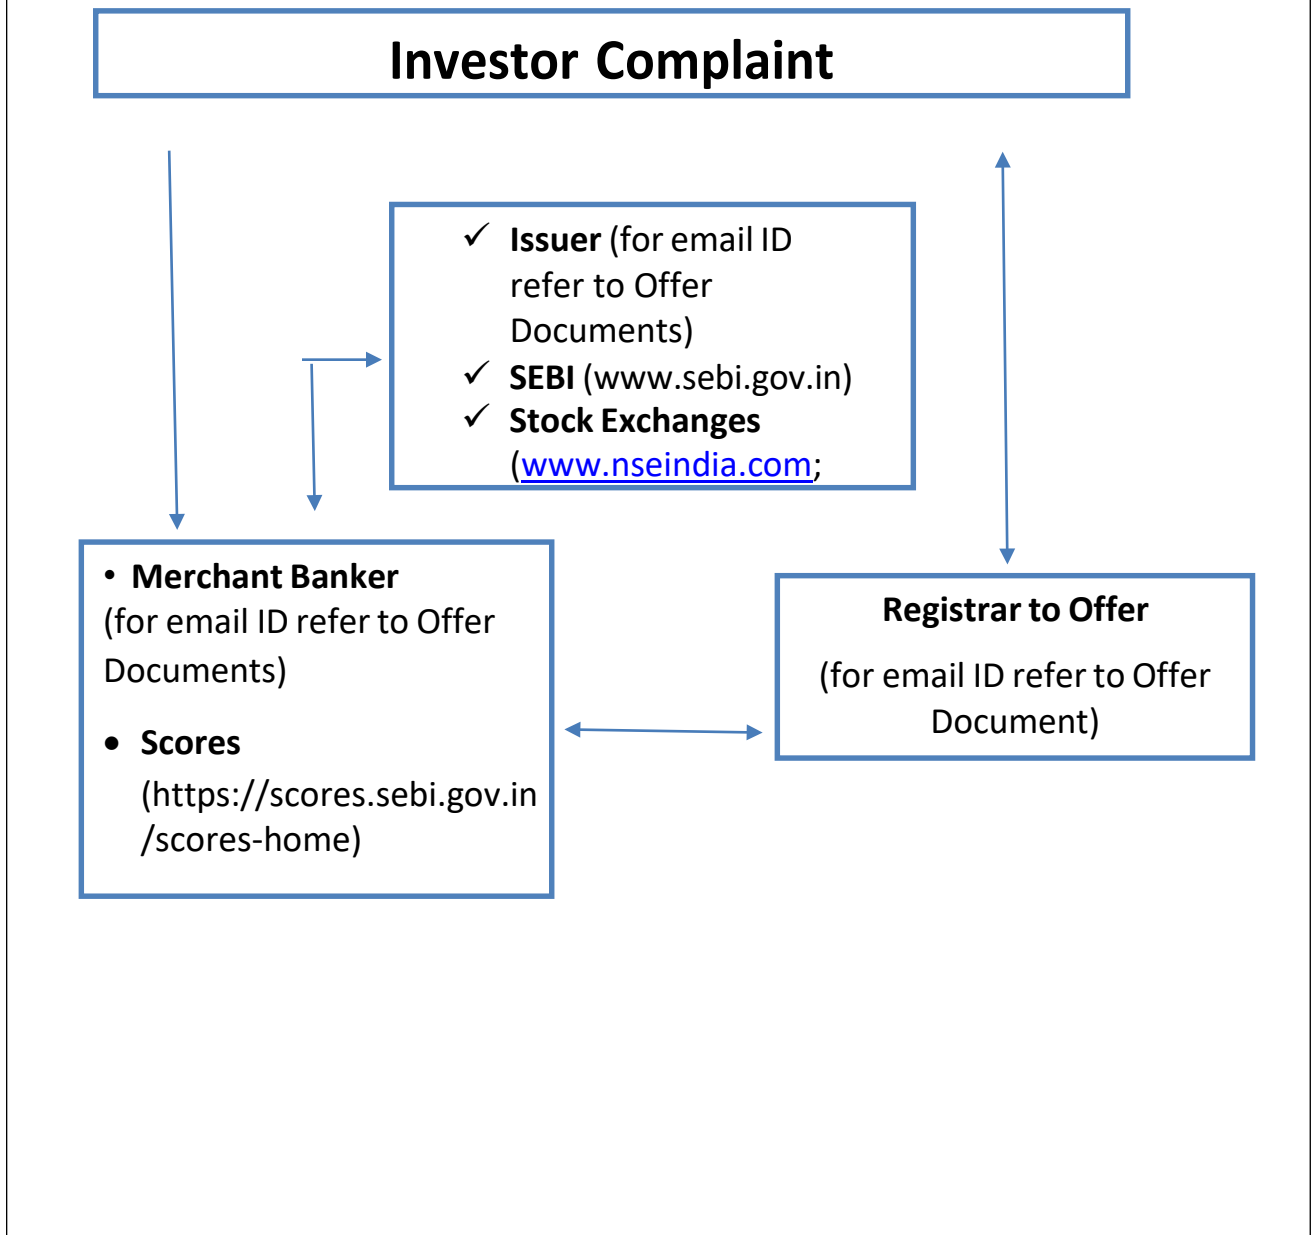 Investor Complaint
✓ Issuer (for email ID
refer to Offer
Documents)
✓ SEBI (www.sebi.gov.in)
✓ Stock Exchanges
(www.nseindia.com;
• Merchant Banker
(for email ID refer to Offer
Documents)
• Scores
(https://scores.sebi.gov.in
/scores-home)
Registrar to Offer
(for email ID refer to Offer
Document)